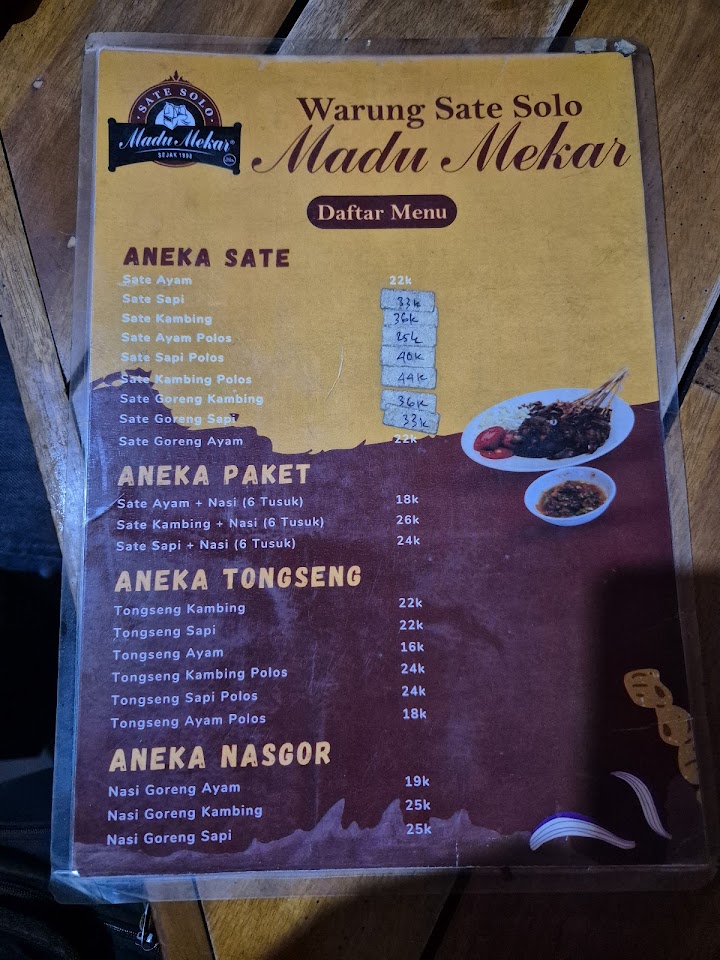 SATE SOLO
Madu Mekar
SEJAK 1992
Warung Sate Solo
Madu Mekar
Daftar Menu
ANEKA SATE
Sate Ayam 22k
Sate Sapi 33k
Sate Kambing 36k
Sate Ayam Polos 25k
Sate Sapi Polos 40k
Sate Kambing Polos 44k
Sate Goreng Kambing 36k
Sate Goreng Sapi 33k
Sate Goreng Ayam 22k
ANEKA PAKET
Sate Ayam + Nasi (6 Tusuk) 18k
Sate Kambing + Nasi (6 Tusuk) 26k
Sate Sapi + Nasi (6 Tusuk) 24k
ANEKA TONGSENG
Tongseng Kambing 22k
Tongseng Sapi 22k
Tongseng Ayam 16k
Tongseng Kambing Polos 24k
Tongseng Sapi Polos 24k
Tongseng Ayam Polos 18k
ANEKA NASGOR
Nasi Goreng Ayam 19k
Nasi Goreng Kambing 25k
Nasi Goreng Sapi 25k